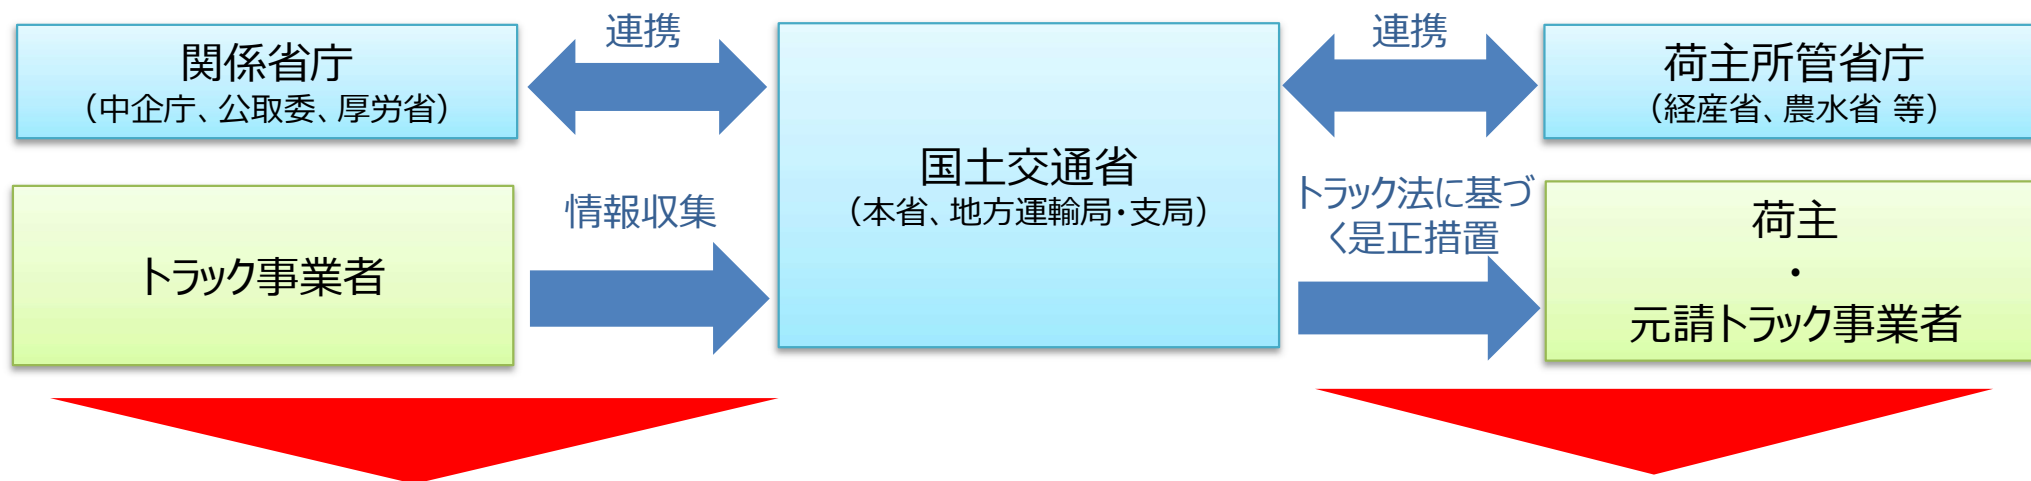 連携
関係省庁
（中企庁、公取委、厚労省）
国土交通省
（本省、地方運輸局・支局）
連携
荷主所管省庁
（経産省、農水省 等）
トラック事業者
情報収集
トラック法に基づ
く是正措置
荷主
・
元請トラック事業者